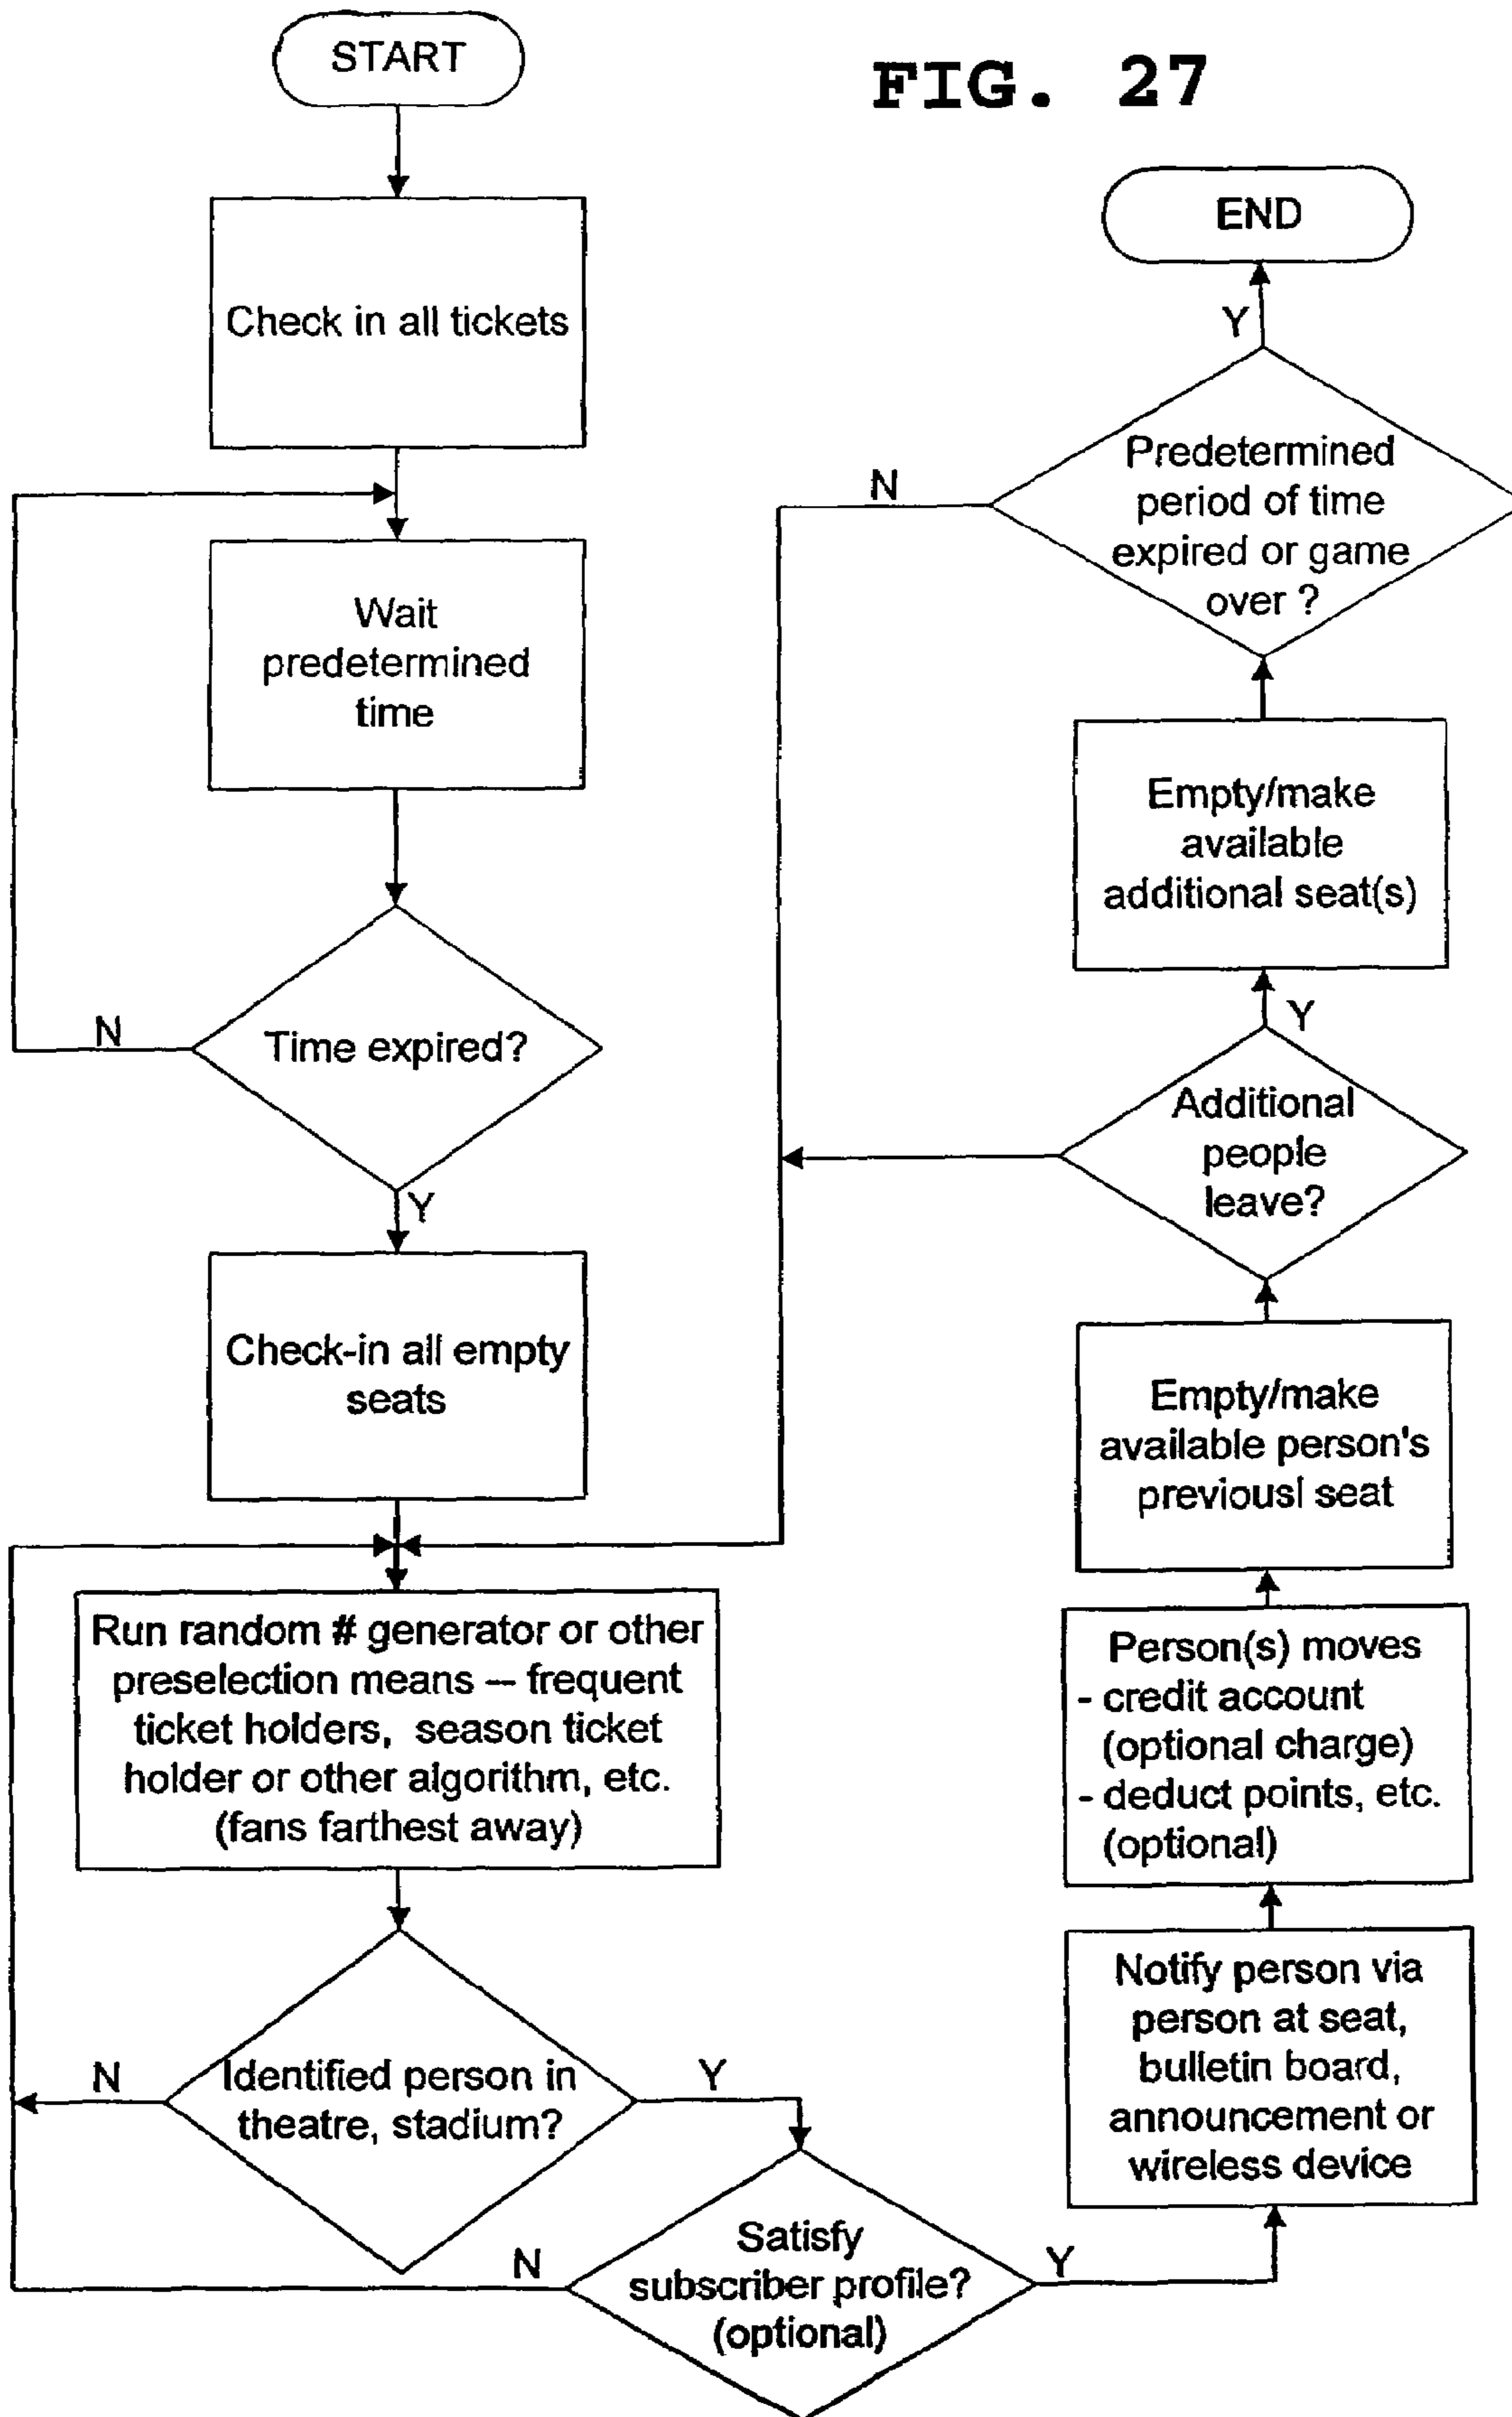 START
FIG. 27
Check in all tickets
Wait
predetermined
time
Time expired?
N
Y
Check-in all empty
seats
Run random # generator or other
preselection means – frequent
ticket holders, season ticket
holder or other algorithm, etc.
(fans farthest away)
Identified person in
theatre, stadium?
N
Y
Satisfy
subscriber profile?
(optional)
N
Y
Notify person via
person at seat,
bulletin board,
announcement or
wireless device
Person(s) moves
- credit account
(optional charge)
- deduct points, etc.
(optional)
Empty/make
available person's
previousl seat
Additional
people
leave?
Y
Empty/make
available
additional seat(s)
Predetermined
period of time
expired or game
over ?
N
Y
END